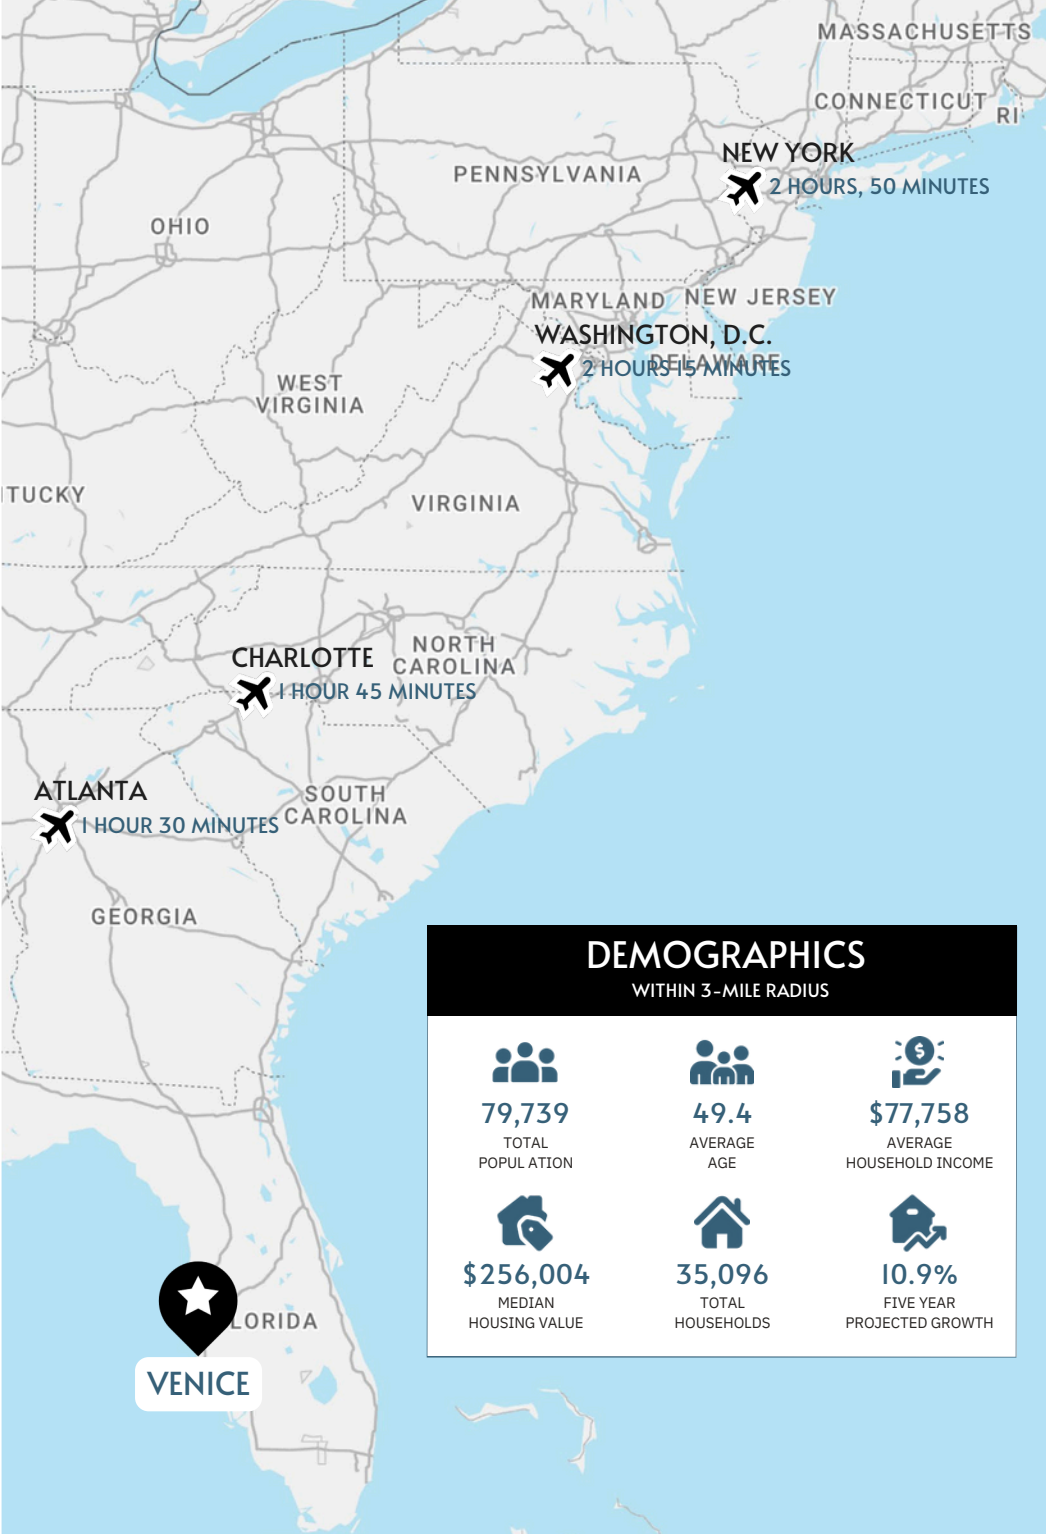 MASSACHUSETTS
CONNECTICUT
RI
NEW YORK
2 HOURS, 50 MINUTES
PENNSYLVANIA
OHIO
MARYLAND
NEW JERSEY
WASHINGTON, D.C.
DELAWARE
2 HOURS 15 MINUTES
WEST
VIRGINIA
TUCKY
VIRGINIA
CHARLOTTE
1 HOUR 45 MINUTES
NORTH
CAROLINA
ATLANTA
1 HOUR 30 MINUTES
SOUTH
CAROLINA
GEORGIA
DEMOGRAPHICS
WITHIN 3-MILE RADIUS
79,739
TOTAL
POPUL ATION
49.4
AVERAGE
AGE
$77,758
AVERAGE
HOUSEHOLD INCOME
$256,004
MEDIAN
HOUSING VALUE
35,096
TOTAL
HOUSEHOLDS
10.9%
FIVE YEAR
PROJECTED GROWTH
LORIDA
VENICE